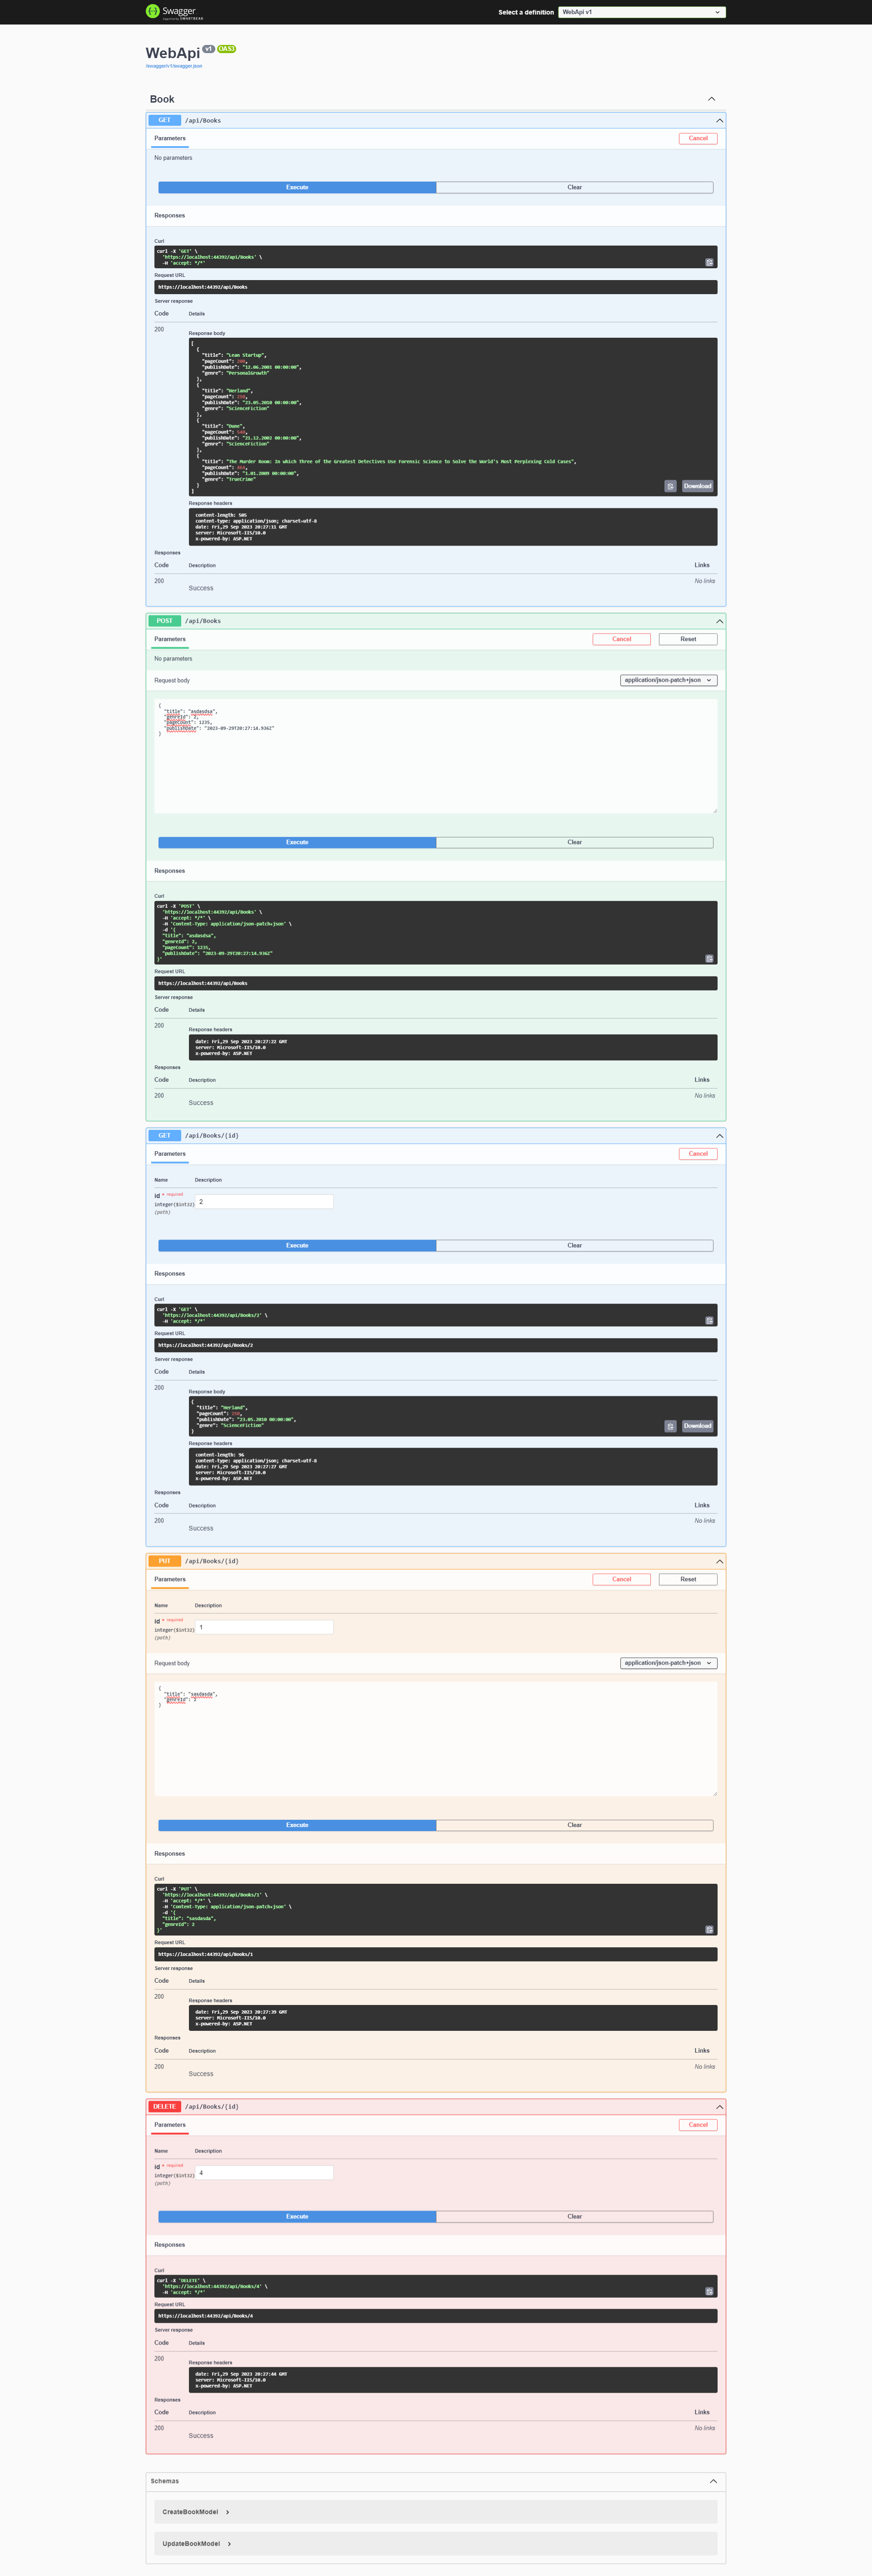 Swagger
Supported by SMARTBEAR
Select a definition
WebApi v1
WebApi v1 OAS3
/swagger/v1/swagger.json
Book
GET /api/Books
Parameters
Cancel
No parameters
Execute
Clear
Responses
Curl
curl -X 'GET' \
'https://localhost:44392/api/Books' \
-H 'accept: */*'
Request URL
https://localhost:44392/api/Books
Server response
Code Details
200
Response body
[
{
"title": "Lean Startup",
"pageCount": 200,
"publishDate": "12.06.2001 00:00:00",
"genre": "PersonalGrowth"
},
{
"title": "Herland",
"pageCount": 250,
"publishDate": "23.05.2010 00:00:00",
"genre": "ScienceFiction"
},
{
"title": "Dune",
"pageCount": 540,
"publishDate": "21.12.2002 00:00:00",
"genre": "ScienceFiction"
},
{
"title": "The Murder Room: In which Three of the Greatest Detectives Use Forensic Science to Solve the World's Most Perplexing Cold Cases",
"pageCount": 464,
"publishDate": "1.01.2009 00:00:00",
"genre": "TrueCrime"
}
]
Download
Response headers
content-length: 505
content-type: application/json; charset=utf-8
date: Fri,29 Sep 2023 20:27:11 GMT
server: Microsoft-IIS/10.0
x-powered-by: ASP.NET
Responses
Code Description Links
200
Success
No links
POST /api/Books
Parameters
Cancel
Reset
No parameters
Request body
application/json-patch+json
{
"title": "asdasdsa",
"genreId": 2,
"pageCount": 1235,
"publishDate": "2023-09-29T20:27:14.936Z"
}
Execute
Clear
Responses
Curl
curl -X 'POST' \
'https://localhost:44392/api/Books' \
-H 'accept: */*' \
-H 'Content-Type: application/json-patch+json' \
-d '{
"title": "asdasdsa",
"genreId": 2,
"pageCount": 1235,
"publishDate": "2023-09-29T20:27:14.936Z"
}'
Request URL
https://localhost:44392/api/Books
Server response
Code Details
200
Response headers
date: Fri,29 Sep 2023 20:27:22 GMT
server: Microsoft-IIS/10.0
x-powered-by: ASP.NET
Responses
Code Description Links
200
Success
No links
GET /api/Books/{id}
Parameters
Cancel
Name Description
id * required
integer($int32)
(path)
2
Execute
Clear
Responses
Curl
curl -X 'GET' \
'https://localhost:44392/api/Books/2' \
-H 'accept: */*'
Request URL
https://localhost:44392/api/Books/2
Server response
Code Details
200
Response body
{
"title": "Herland",
"pageCount": 250,
"publishDate": "23.05.2010 00:00:00",
"genre": "ScienceFiction"
}
Download
Response headers
content-length: 96
content-type: application/json; charset=utf-8
date: Fri,29 Sep 2023 20:27:27 GMT
server: Microsoft-IIS/10.0
x-powered-by: ASP.NET
Responses
Code Description Links
200
Success
No links
PUT /api/Books/{id}
Parameters
Cancel
Reset
Name Description
id * required
integer($int32)
(path)
1
Request body
application/json-patch+json
{
"title": "sasdasda",
"genreId": 2
}
Execute
Clear
Responses
Curl
curl -X 'PUT' \
'https://localhost:44392/api/Books/1' \
-H 'accept: */*' \
-H 'Content-Type: application/json-patch+json' \
-d '{
"title": "sasdasda",
"genreId": 2
}'
Request URL
https://localhost:44392/api/Books/1
Server response
Code Details
200
Response headers
date: Fri,29 Sep 2023 20:27:39 GMT
server: Microsoft-IIS/10.0
x-powered-by: ASP.NET
Responses
Code Description Links
200
Success
No links
DELETE /api/Books/{id}
Parameters
Cancel
Name Description
id * required
integer($int32)
(path)
4
Execute
Clear
Responses
Curl
curl -X 'DELETE' \
'https://localhost:44392/api/Books/4' \
-H 'accept: */*'
Request URL
https://localhost:44392/api/Books/4
Server response
Code Details
200
Response headers
date: Fri,29 Sep 2023 20:27:44 GMT
server: Microsoft-IIS/10.0
x-powered-by: ASP.NET
Responses
Code Description Links
200
Success
No links
Schemas
CreateBookModel
UpdateBookModel